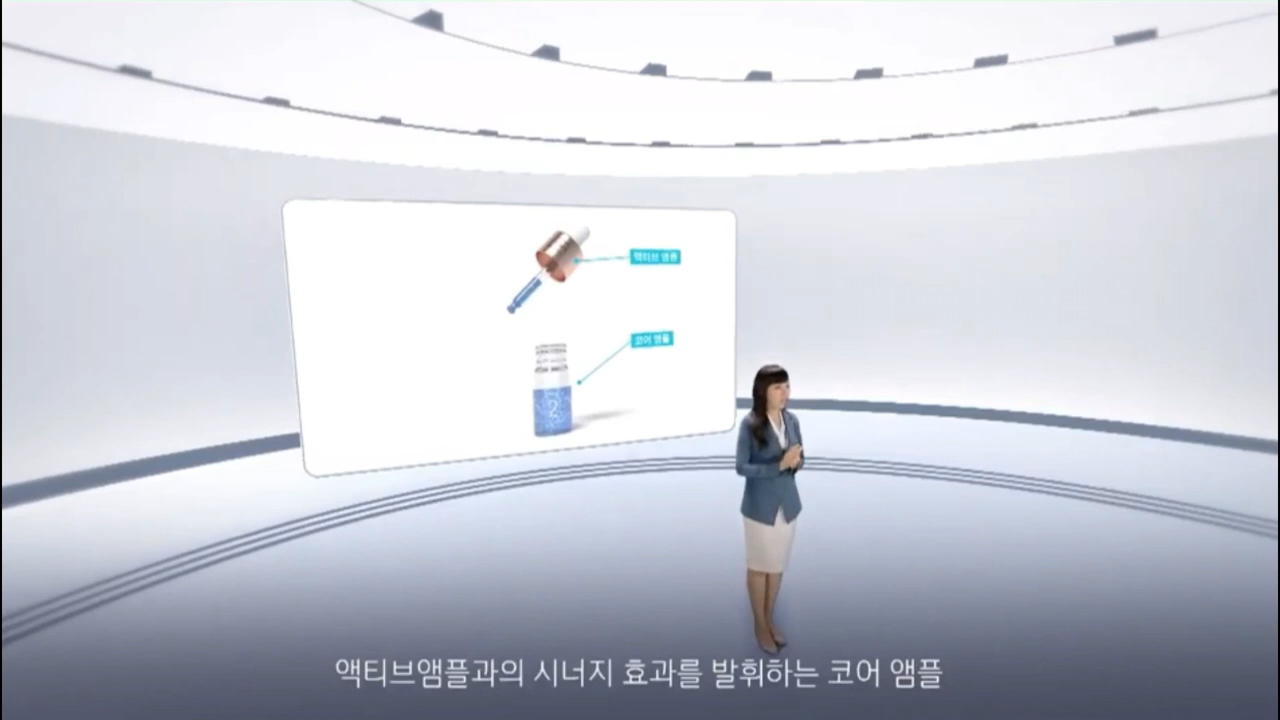 액티브 앰플
코어 앰플
2
액티브앰플과의 시너지 효과를 발휘하는 코어 앰플